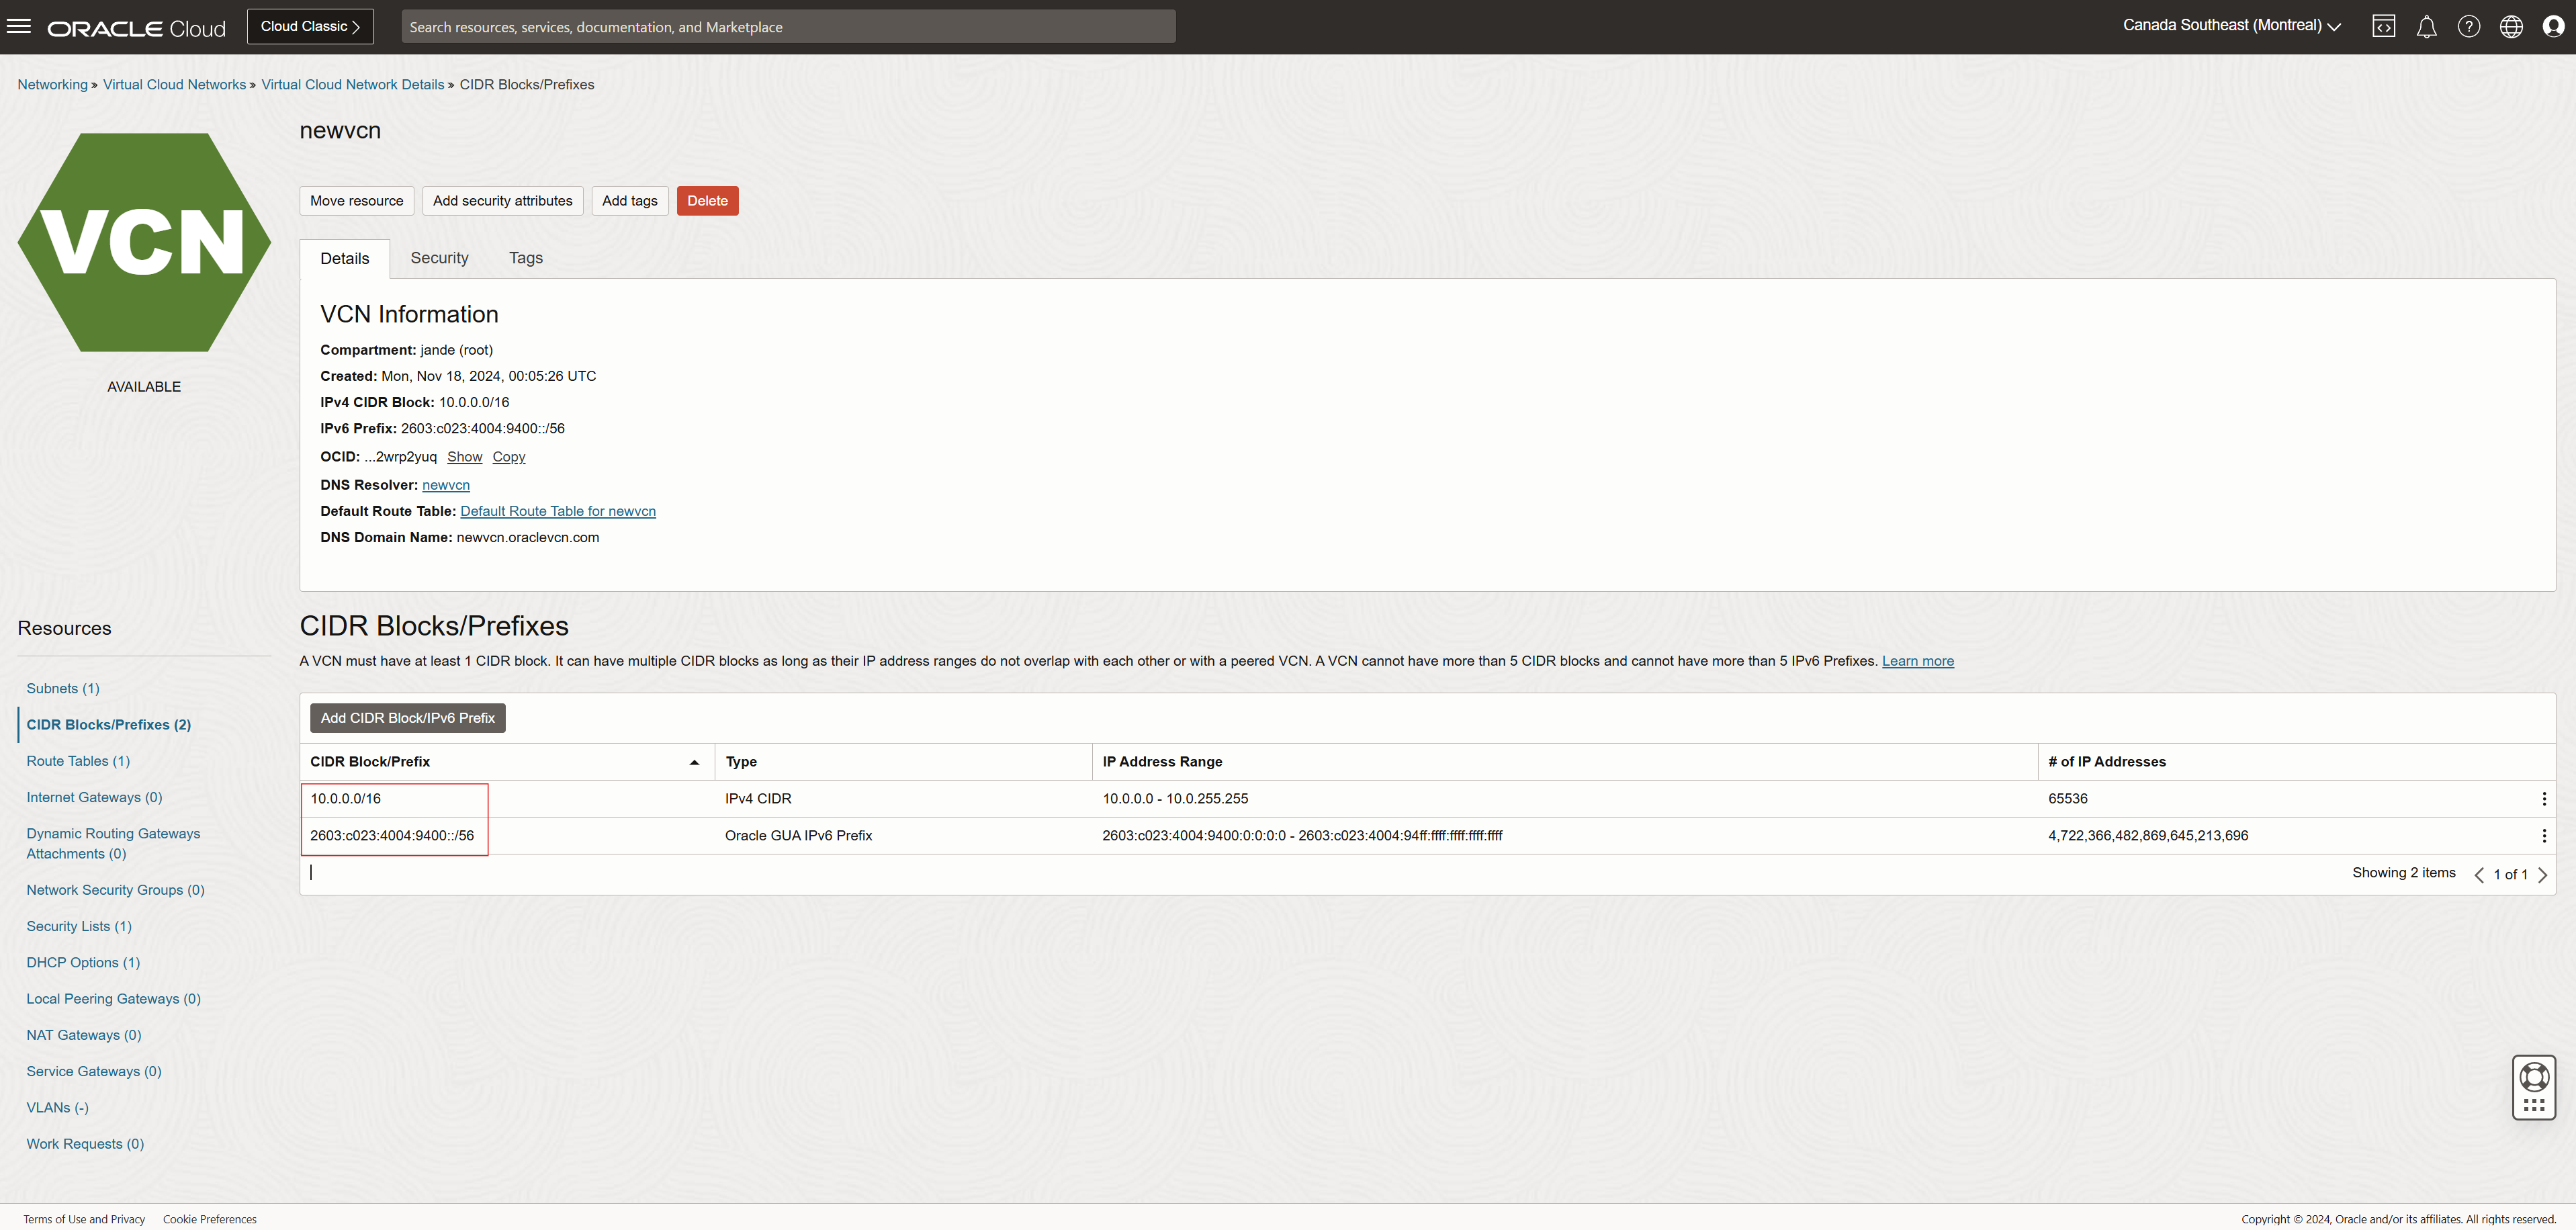 ORACLE Cloud
Cloud Classic
Search resources, services, documentation, and Marketplace
Canada Southeast (Montreal)
Networking » Virtual Cloud Networks » Virtual Cloud Network Details » CIDR Blocks/Prefixes
VCN
AVAILABLE
newvcn
Move resource
Add security attributes
Add tags
Delete
Details
Security
Tags
VCN Information
Compartment: jande (root)
Created: Mon, Nov 18, 2024, 00:05:26 UTC
IPv4 CIDR Block: 10.0.0.0/16
IPv6 Prefix: 2603:c023:4004:9400::/56
OCID: ...2wrp2yuq Show Copy
DNS Resolver: newvcn
Default Route Table: Default Route Table for newvcn
DNS Domain Name: newvcn.oraclevcn.com
Resources
Subnets (1)
CIDR Blocks/Prefixes (2)
Route Tables (1)
Internet Gateways (0)
Dynamic Routing Gateways
Attachments (0)
Network Security Groups (0)
Security Lists (1)
DHCP Options (1)
Local Peering Gateways (0)
NAT Gateways (0)
Service Gateways (0)
VLANs (-)
Work Requests (0)
CIDR Blocks/Prefixes
A VCN must have at least 1 CIDR block. It can have multiple CIDR blocks as long as their IP address ranges do not overlap with each other or with a peered VCN. A VCN cannot have more than 5 CIDR blocks and cannot have more than 5 IPv6 Prefixes. Learn more
Add CIDR Block/IPv6 Prefix
CIDR Block/Prefix Type IP Address Range # of IP Addresses
10.0.0.0/16 IPv4 CIDR 10.0.0.0 - 10.0.255.255 65536
2603:c023:4004:9400::/56 Oracle GUA IPv6 Prefix 2603:c023:4004:9400:0:0:0:0 - 2603:c023:4004:94ff:ffff:ffff:ffff:ffff 4,722,366,482,869,645,213,696
Showing 2 items 1 of 1
Terms of Use and Privacy Cookie Preferences
Copyright © 2024, Oracle and/or its affiliates. All rights reserved.